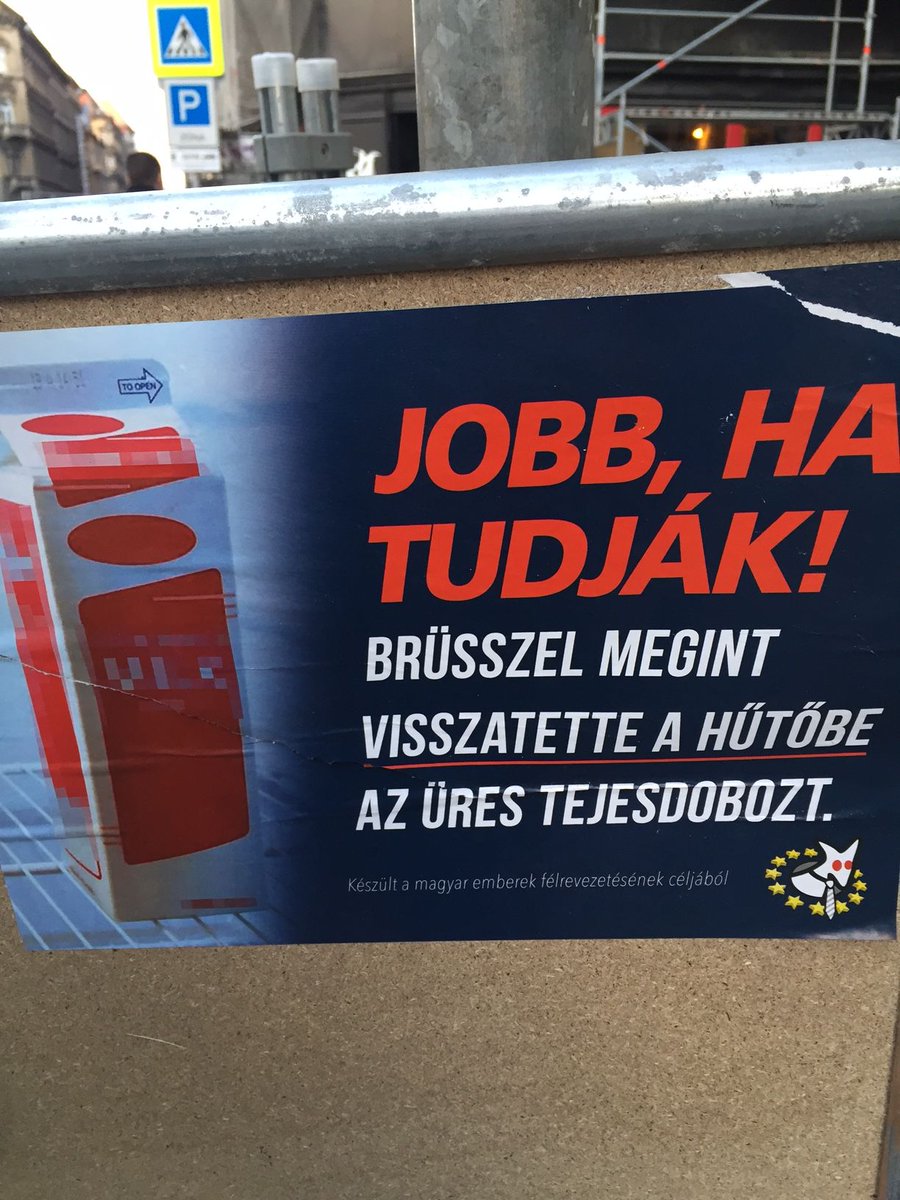 P
TO OPEN
JOBB, HA
TUDJÁK!
BRÜSSZEL MEGINT
VISSZATETTE A HŰTŐBE
AZ ÜRES TEJESDOBOZT.
Készült a magyar emberek félrevezetésének céljából